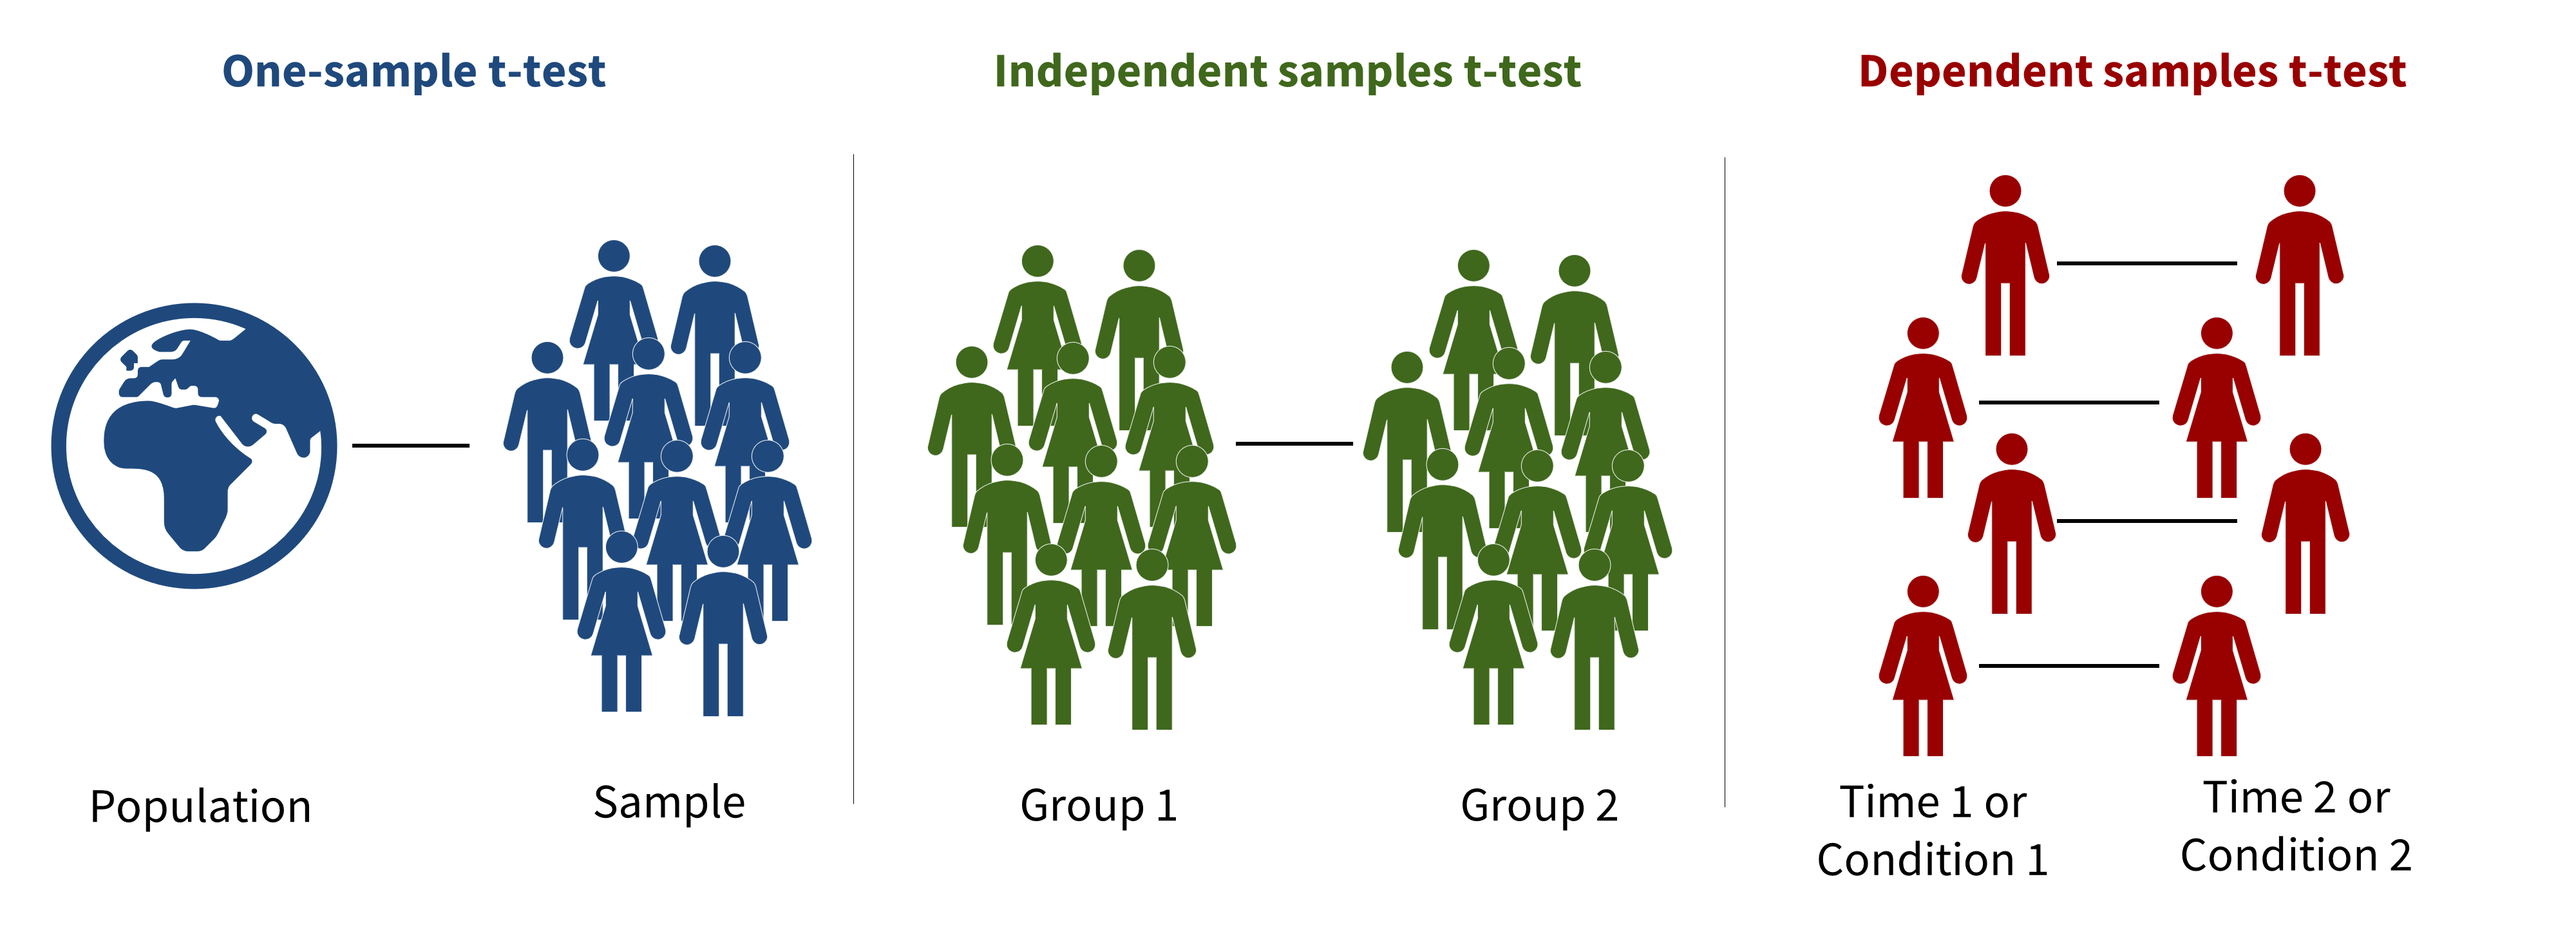 One-sample t-test
Independent samples t-test
Dependent samples t-test
Population
Sample
Group 1
Group 2
Time 1 or
Condition 1
Time 2 or
Condition 2